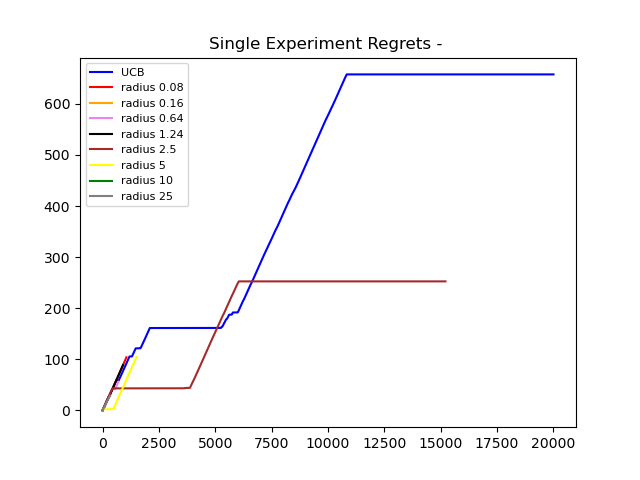 Single Experiment Regrets -
UCB
radius 0.08
radius 0.16
radius 0.64
radius 1.24
radius 2.5
radius 5
radius 10
radius 25
600
500
400
300
200
100
0
0 2500 5000 7500 10000 12500 15000 17500 20000